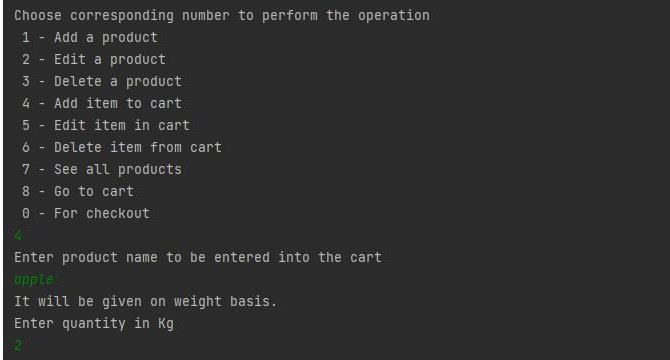 Choose corresponding number to perform the operation
1 - Add a product
2 - Edit a product
3 - Delete a product
4 - Add item to cart
5 - Edit item in cart
6 - Delete item from cart
7 - See all products
8 - Go to cart
0 - For checkout
4
Enter product name to be entered into the cart
apple
It will be given on weight basis.
Enter quantity in Kg
2